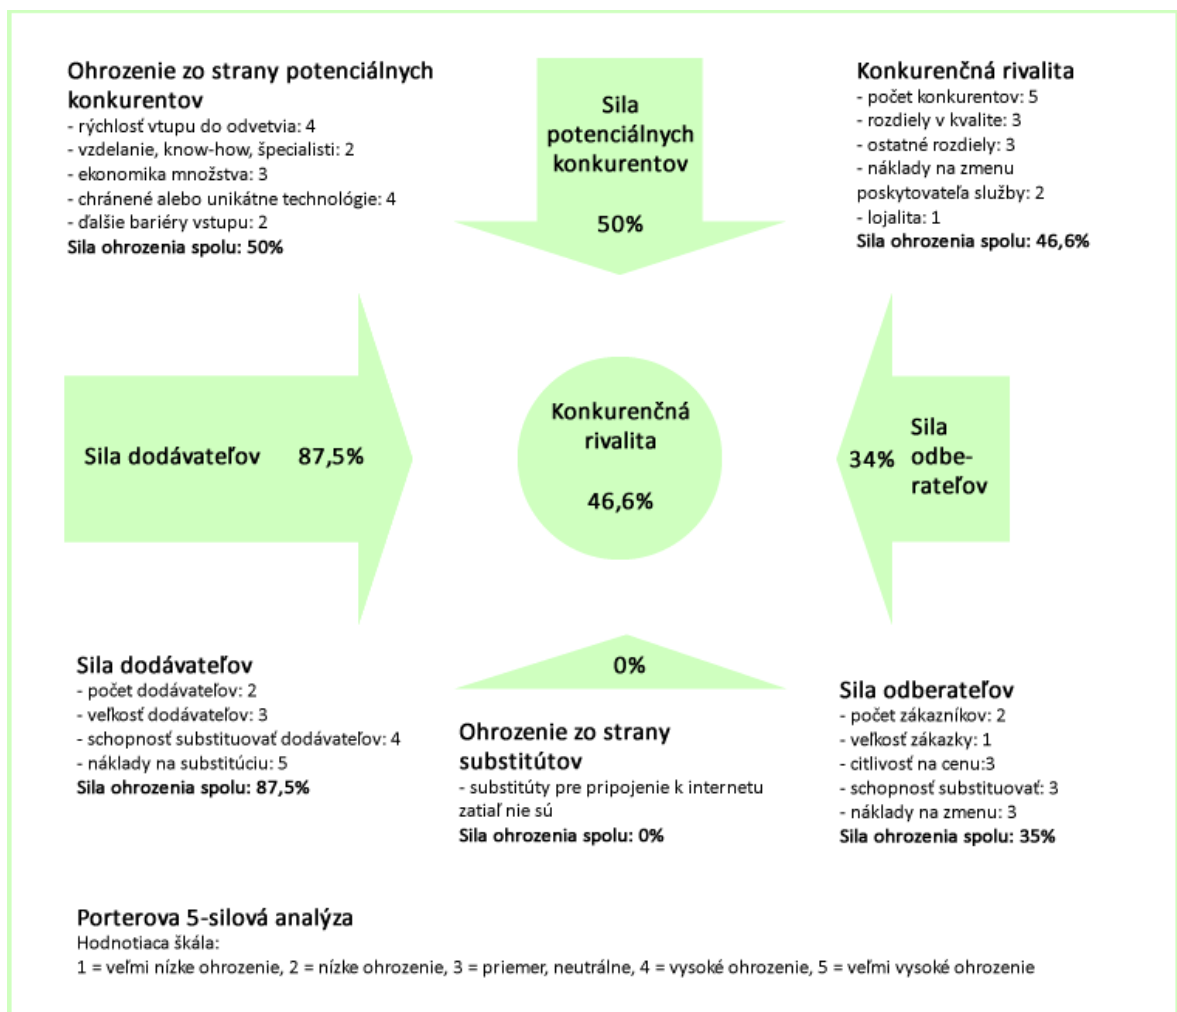 Ohrozenie zo strany potenciálnych
konkurentov
- rýchlosť vtupu do odvetvia: 4
- vzdelanie, know-how, špecialisti: 2
- ekonomika množstva: 3
- chránené alebo unikátne technológie: 4
- ďalšie bariéry vstupu: 2
Sila ohrozenia spolu: 50%
Sila
potenciálnych
konkurentov
50%
Konkurenčná rivalita
- počet konkurentov: 5
- rozdiely v kvalite: 3
- ostatné rozdiely: 3
- náklady na zmenu
poskytovateľa služby: 2
- lojalita: 1
Sila ohrozenia spolu: 46,6%
Sila dodávateľov 87,5%
Konkurenčná
rivalita
46,6%
34%
Sila
odbe-
rateľov
Sila dodávateľov
- počet dodávateľov: 2
- veľkosť dodávateľov: 3
- schopnosť substituovať dodávateľov: 4
- náklady na substitúciu: 5
Sila ohrozenia spolu: 87,5%
0%
Ohrozenie zo strany
substitútov
- substitúty pre pripojenie k internetu
zatiaľ nie sú
Sila ohrozenia spolu: 0%
Sila odberateľov
- počet zákazníkov: 2
- veľkosť zákazky: 1
- citlivosť na cenu:3
- schopnosť substituovať: 3
- náklady na zmenu: 3
Sila ohrozenia spolu: 35%
Porterova 5-silová analýza
Hodnotiaca škála:
1 = veľmi nízke ohrozenie, 2 = nízke ohrozenie, 3 = priemer, neutrálne, 4 = vysoké ohrozenie, 5 = veľmi vysoké ohrozenie